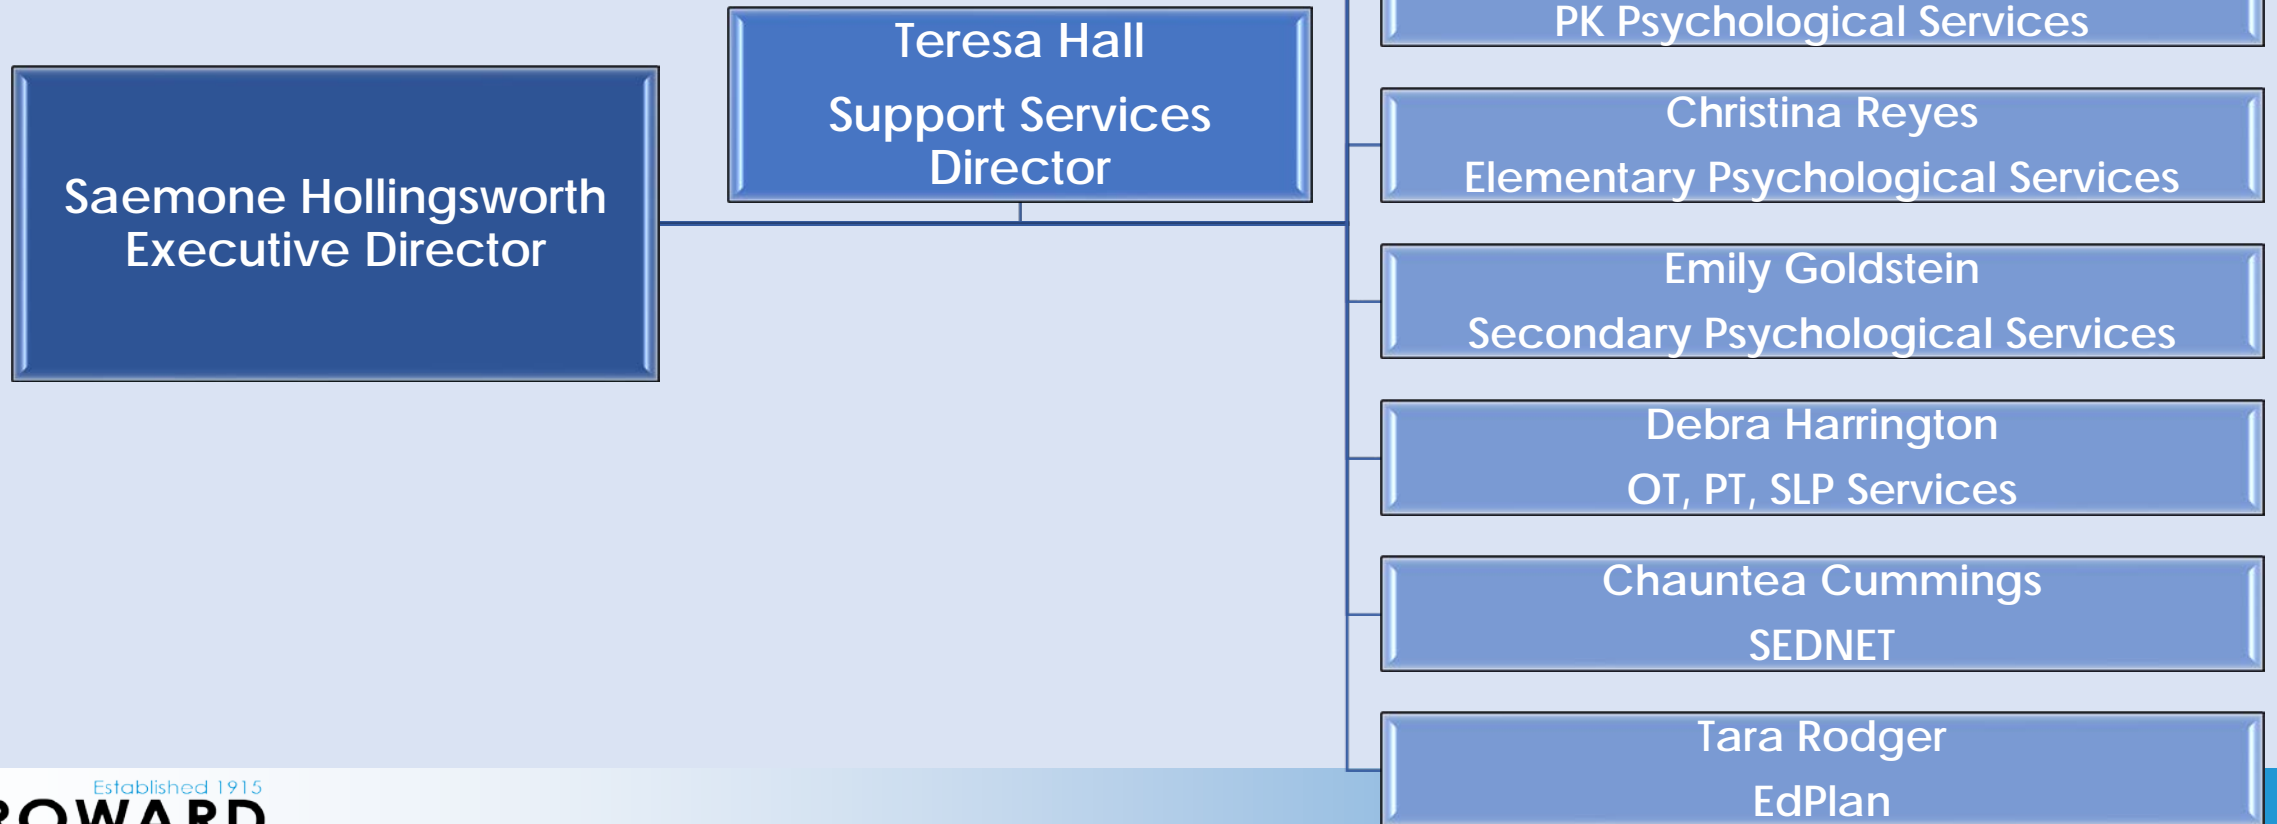 PK Psychological Services
Teresa Hall
Support Services
Director
Saemone Hollingsworth
Executive Director
Christina Reyes
Elementary Psychological Services
Emily Goldstein
Secondary Psychological Services
Debra Harrington
OT, PT, SLP Services
Chauntea Cummings
SEDNET
Tara Rodger
EdPlan
Established 1915